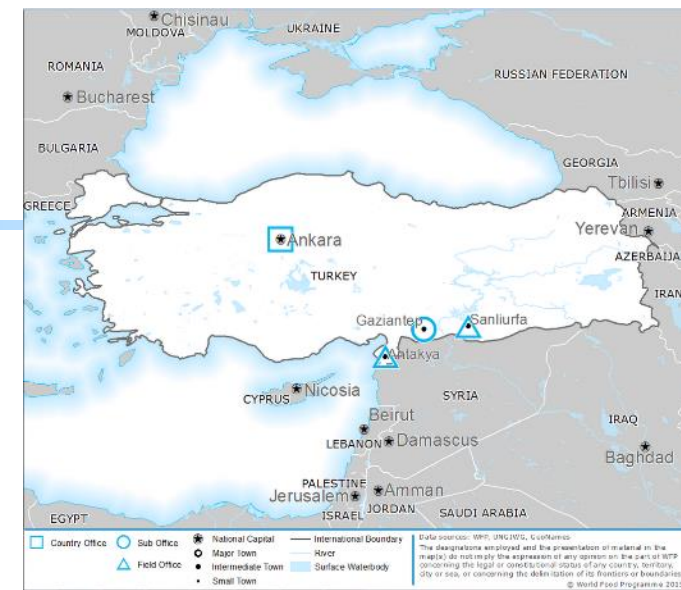 Chisinau
MOLDOVA
UKRAINE
ROMANIA
RUSSIAN FEDERATION
Bucharest
BULGARIA
GEORGIA
Tbilisi
GREECE
ARMENIA
Yerevan
Ankara
AZERBAIJA
TURKEY
IRAN
Gaziantep
Sanliurfa
Antakya
Nicosia
CYPRUS
SYRIA
Beirut
IRAQ
LEBANON
Damascus
Baghdad
PALESTINE
Jerusalem
Amman
ISRAEL
JORDAN
SAUDI ARABIA
EGYPT
Country Office
Sub Office
Field Office
National Capital
Major Town
Intermediate Town
Small Town
International Boundary
River
Surface Waterbody
Data sources: WFP, UNGIWG, GeoNames
The designations employed and the presentation of material in the
map(s) do not imply the expression of any opinion on the part of WFP
concerning the legal or constitutional status of any country, territory,
city or sea, or concerning the delimitation of its frontiers or boundaries.
© World Food Programme